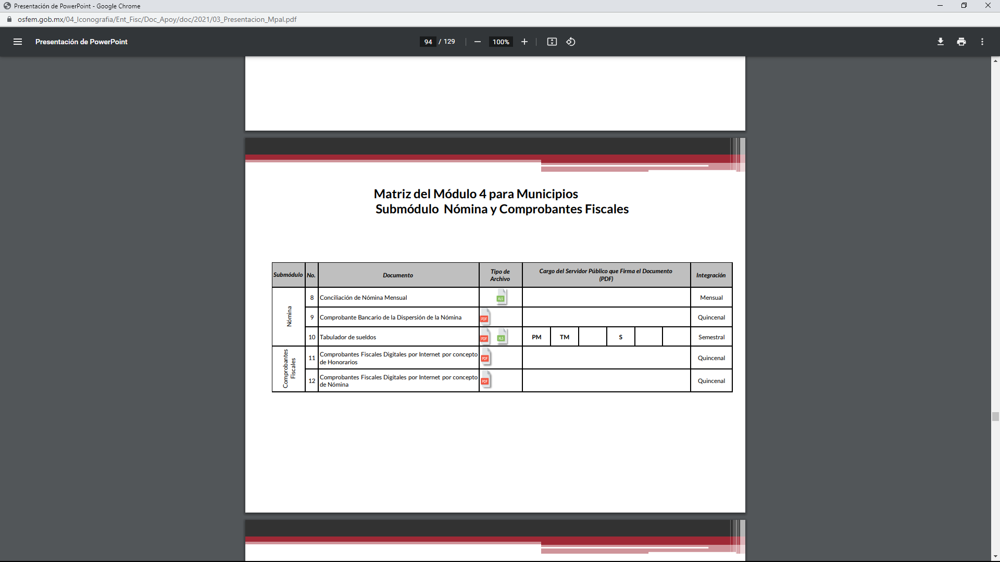 Presentación de PowerPoint - Google Chrome
osfem.gob.mx/04_Iconografia/Ent_Fisc/Doc_Apoy/doc/2021/03_Presentacion_Mpal.pdf
Presentación de PowerPoint
94 / 129
100%
Matriz del Módulo 4 para Municipios
Submódulo Nómina y Comprobantes Fiscales
Submódulo No. Documento Tipo de Archivo Cargo del Servidor Público que Firma el Documento (PDF) Integración
Nómina
8 Conciliación de Nómina Mensual XLS Mensual
9 Comprobante Bancario de la Dispersión de la Nómina PDF Quincenal
10 Tabulador de sueldos PDF XLS PM TM S Semestral
Comprobantes
Fiscales
11 Comprobantes Fiscales Digitales por Internet por concepto
de Honorarios PDF Quincenal
12 Comprobantes Fiscales Digitales por Internet por concepto
de Nómina PDF Quincenal